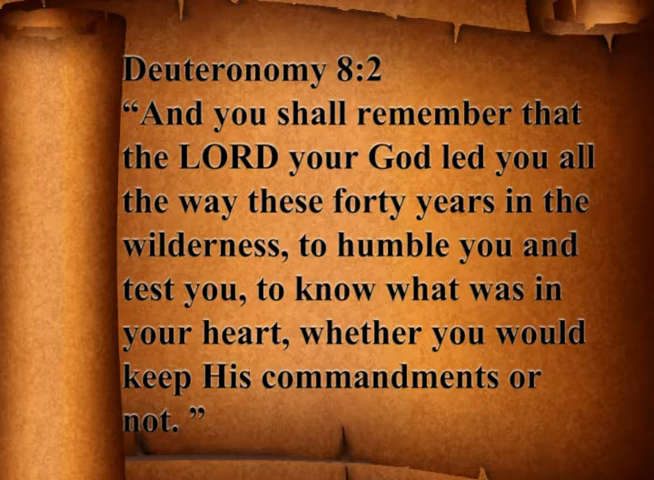 Deuteronomy 8:2
“And you shall remember that
the LORD your God led you all
the way these forty years in the
wilderness, to humble you and
test you, to know what was in
your heart, whether you would
keep His commandments or
not. ”